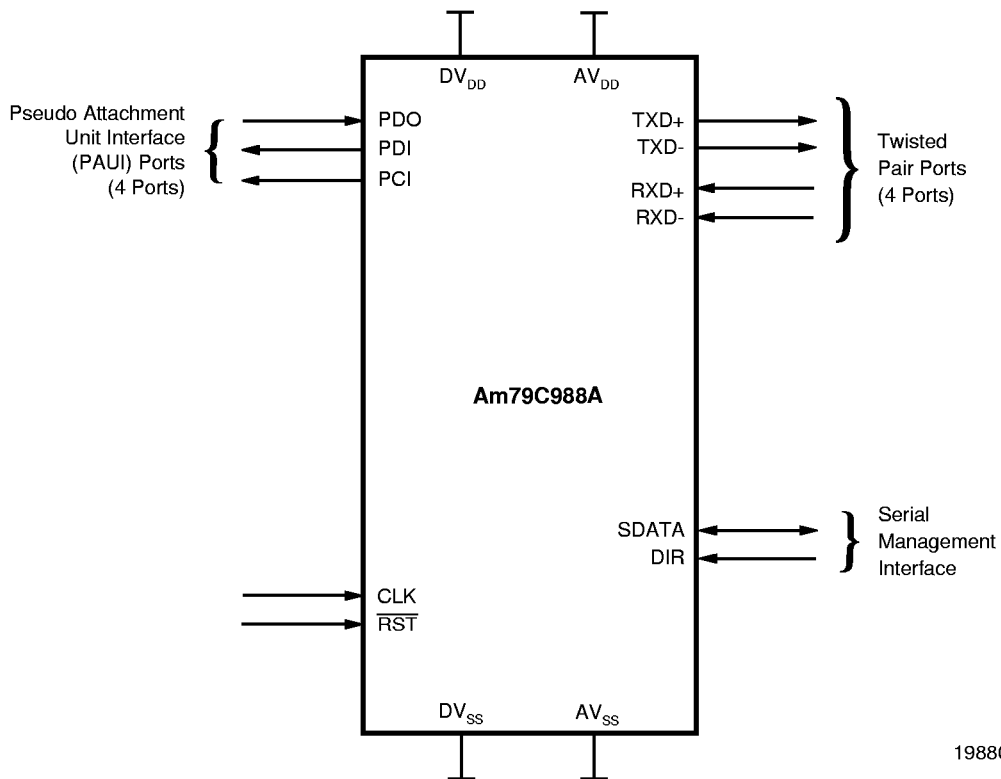 DVDD
AVDD
Pseudo Attachment
Unit Interface
(PAUI) Ports
(4 Ports)
PDO
PDI
PCI
TXD+
TXD-
RXD+
RXD-
Twisted
Pair Ports
(4 Ports)
Am79C988A
SDATA
DIR
Serial
Management
Interface
CLK
RST
DVSS
AVSS
19880